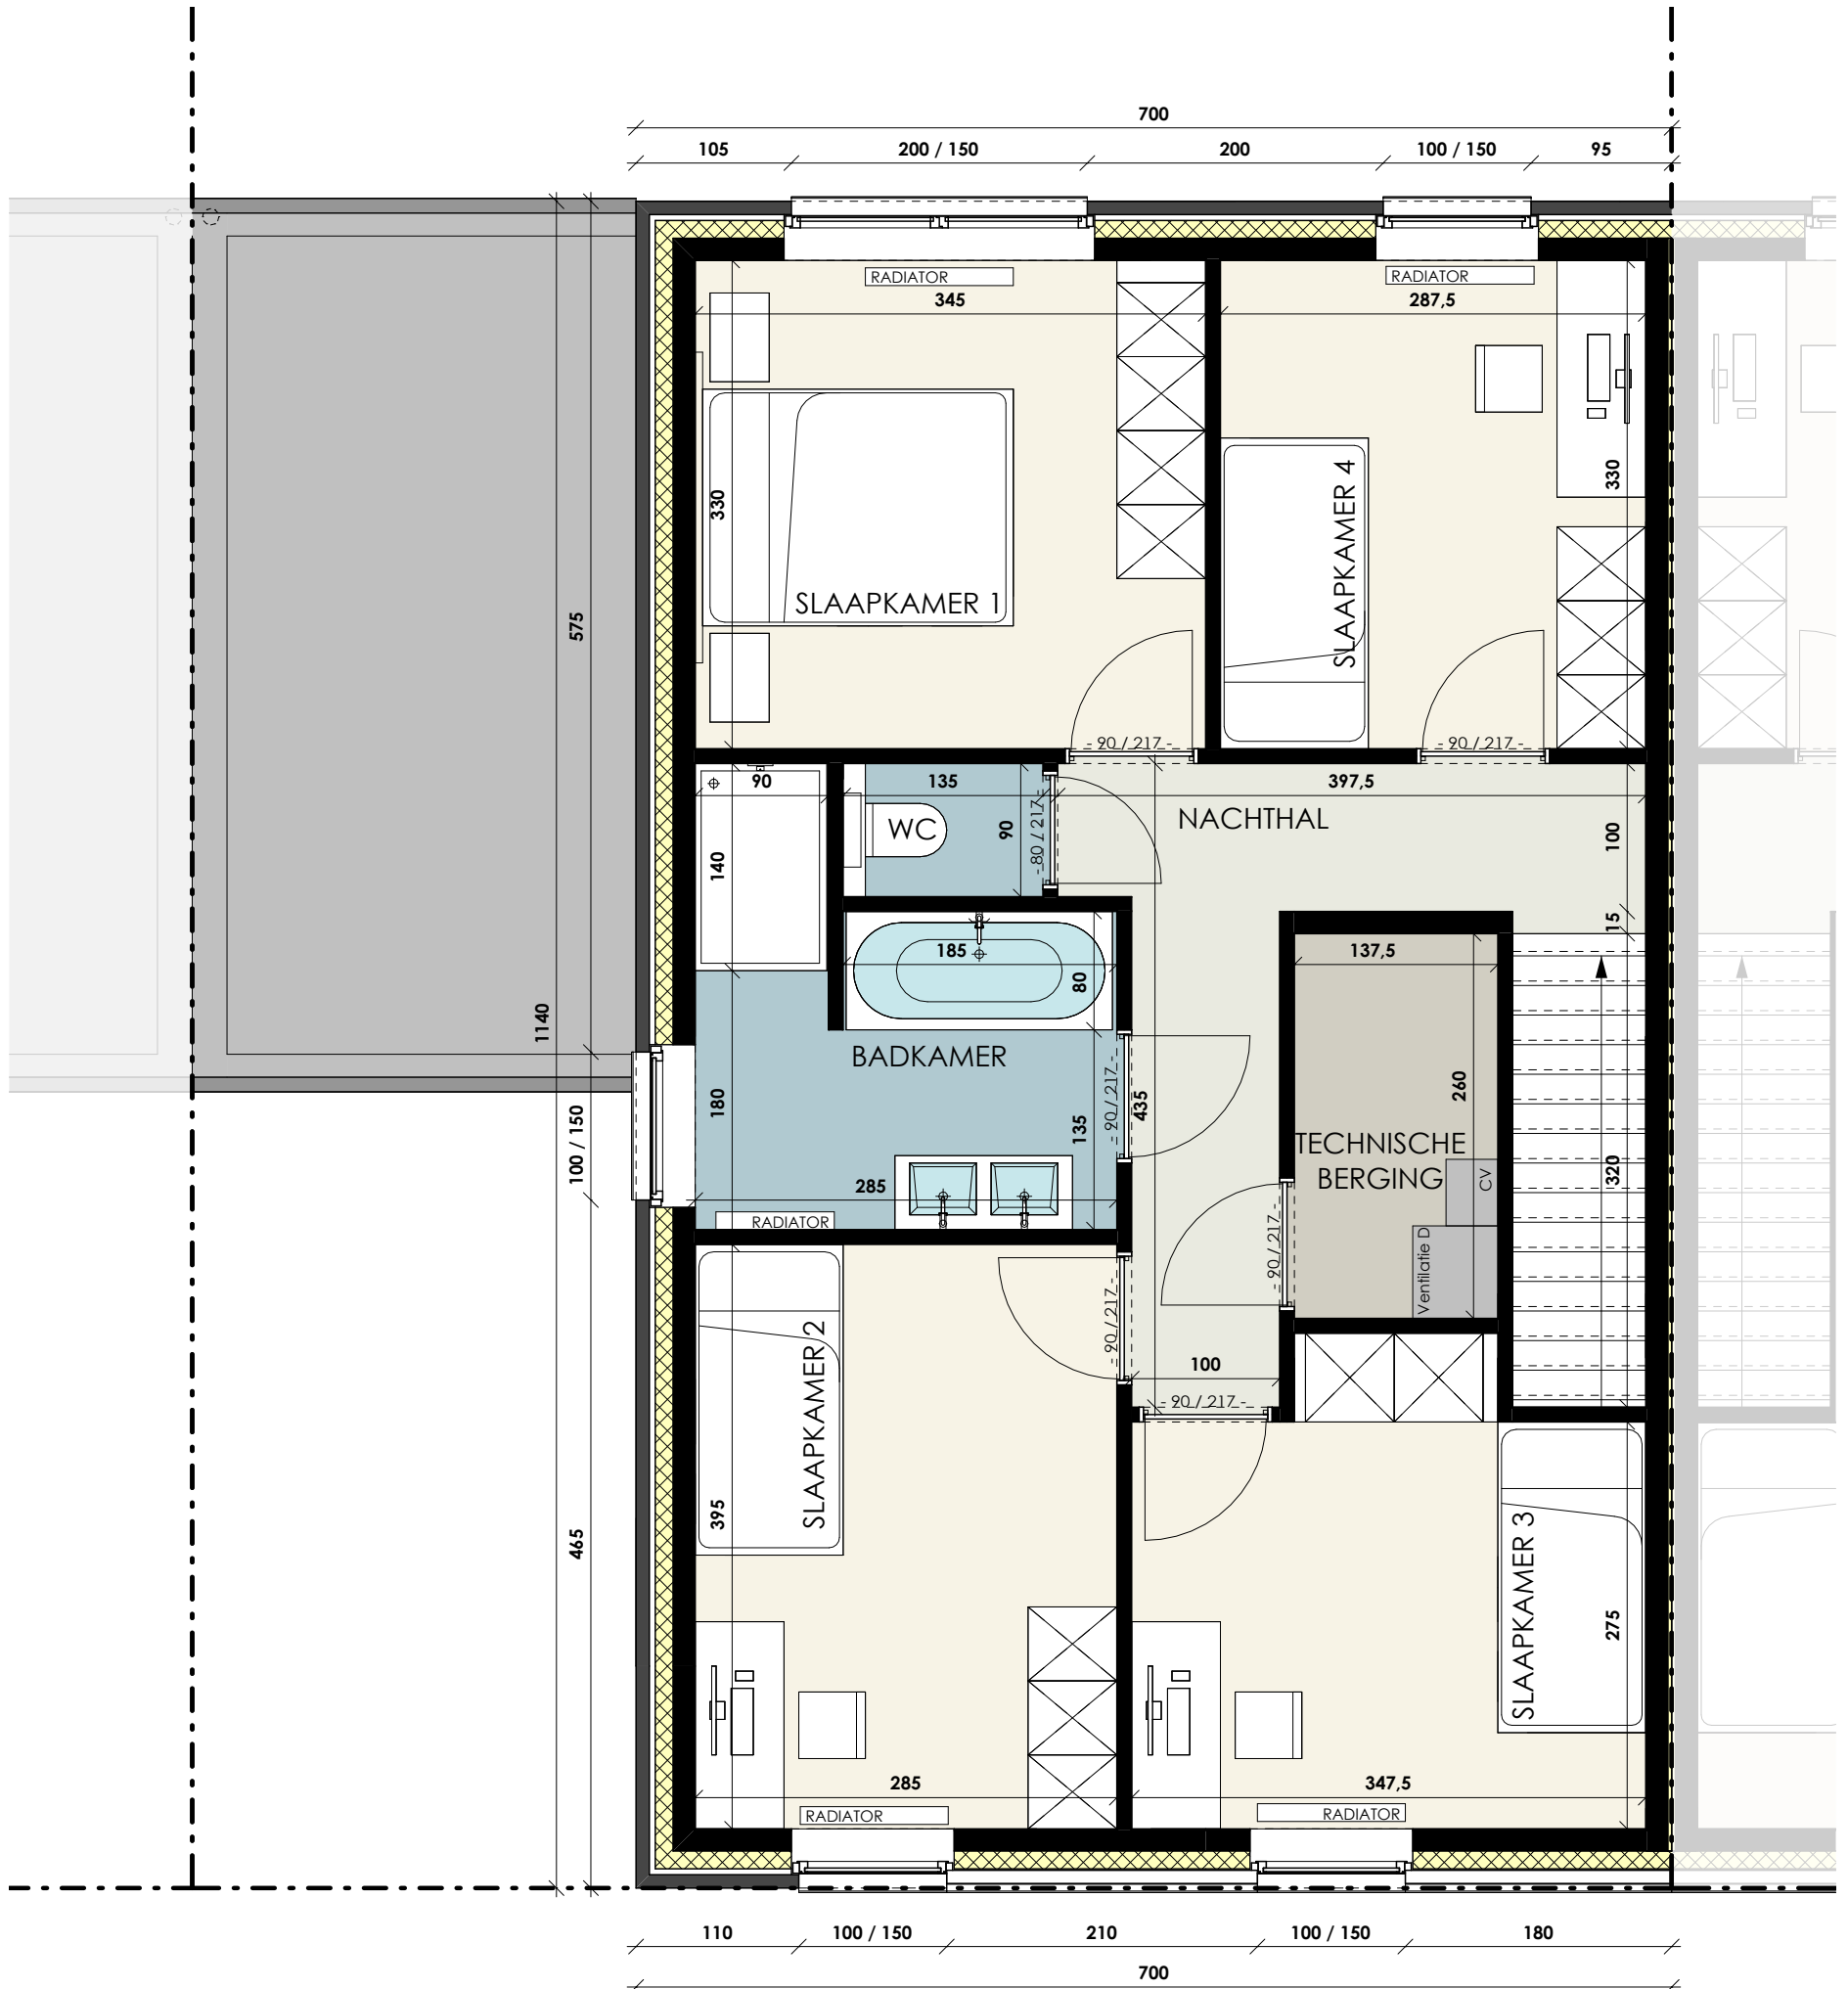 700
105
200 / 150
200
100 / 150
95
RADIATOR
RADIATOR
345
287,5
330
330
SLAAPKAMER 1
SLAAPKAMER 4
575
1140
100 / 150
465
- 90 / 217 -
- 90 / 217 -
90
135
397,5
WC
NACHTHAL
90
- 80 / 217 -
100
140
15
185
80
137,5
BADKAMER
180
135
- 90 / 217 -
435
260
TECHNISCHE
BERGING
CV
320
285
RADIATOR
Ventilatie D
- 90 / 217 -
- 90 / 217 -
100
- 90 / 217 -
SLAAPKAMER 2
395
SLAAPKAMER 3
275
285
347,5
RADIATOR
RADIATOR
110
100 / 150
210
100 / 150
180
700